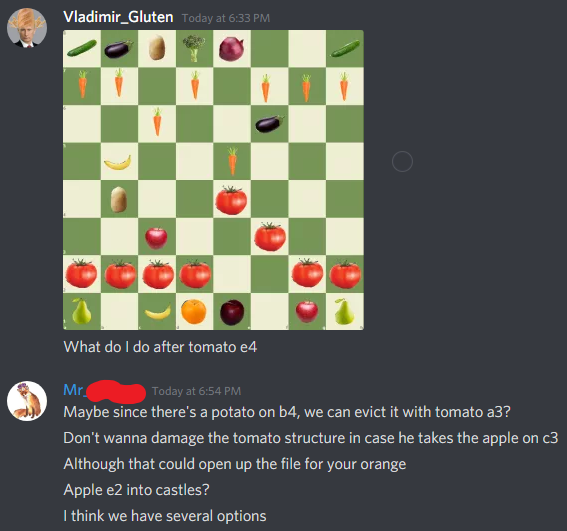 Vladimir_Gluten Today at 6:33 PM
What do I do after tomato e4
Mr_ Today at 6:54 PM
Maybe since there's a potato on b4, we can evict it with tomato a3?
Don't wanna damage the tomato structure in case he takes the apple on c3
Although that could open up the file for your orange
Apple e2 into castles?
I think we have several options